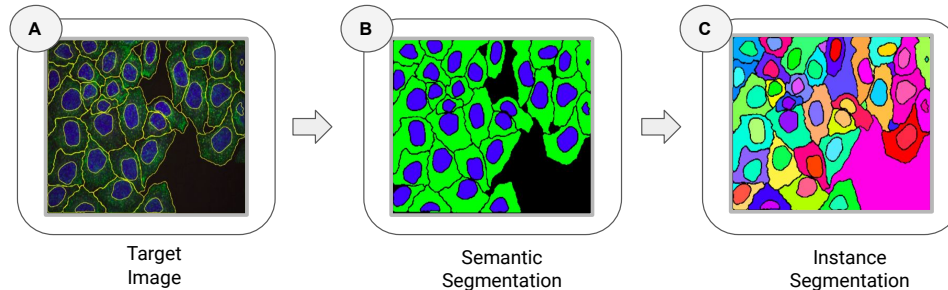 A
B
C
Target
Image
Semantic
Segmentation
Instance
Segmentation